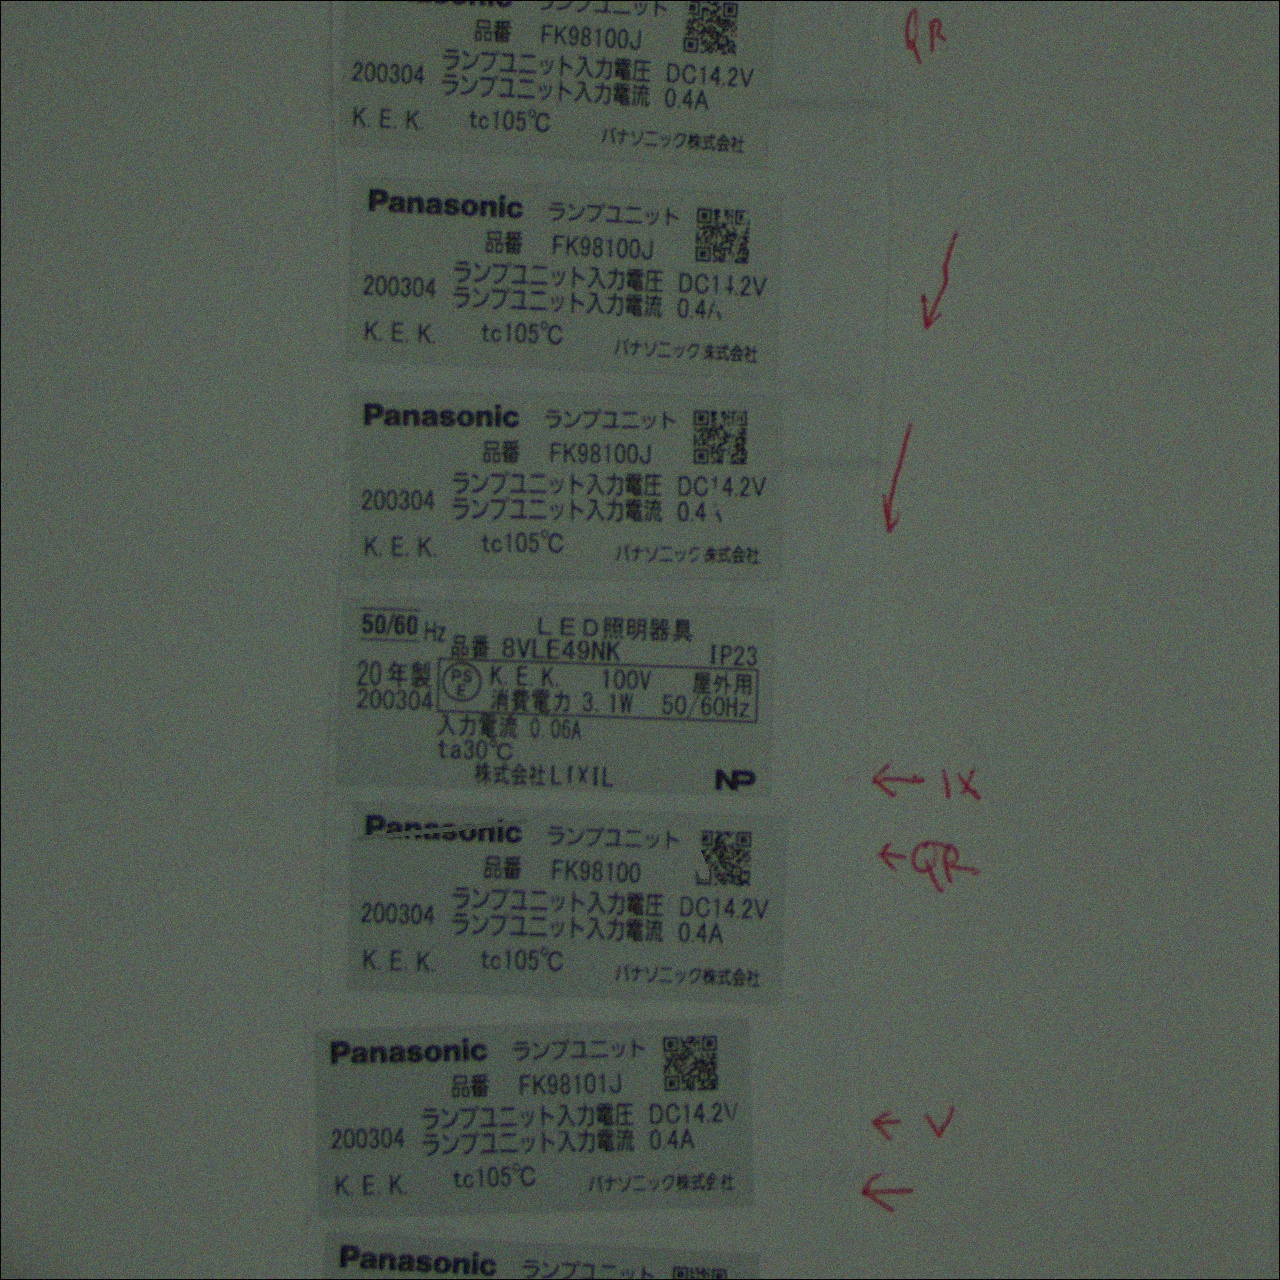 Panasonic ランプユニット
品番 FK98100J
QR
200304 ランプユニット入力電圧 DC14.2V
ランプユニット入力電流 0.4A
K.E.K. tc105℃ パナソニック株式会社
Panasonic ランプユニット
品番 FK98100J
200304 ランプユニット入力電圧 DC14.2V
ランプユニット入力電流 0.4A
K.E.K. tc105℃ パナソニック株式会社
Panasonic ランプユニット
品番 FK98100J
200304 ランプユニット入力電圧 DC14.2V
ランプユニット入力電流 0.4
K.E.K. tc105℃ パナソニック株式会社
50/60 Hz LED照明器具
品番 8VLE49NK IP23
20年製 PSE K.E.K. 100V 屋外用
200304 消費電力 3.1W 50/60Hz
入力電流 0.06A
ta30℃
株式会社LIXIL NP
← IX
Panasonic ランプユニット
← QR
品番 FK98100
200304 ランプユニット入力電圧 DC14.2V
ランプユニット入力電流 0.4A
K.E.K. tc105℃ パナソニック株式会社
Panasonic ランプユニット
品番 FK98101J
200304 ランプユニット入力電圧 DC14.2V
ランプユニット入力電流 0.4A
← V
K.E.K. tc105℃ パナソニック株式会社
←
Panasonic ランプユニット